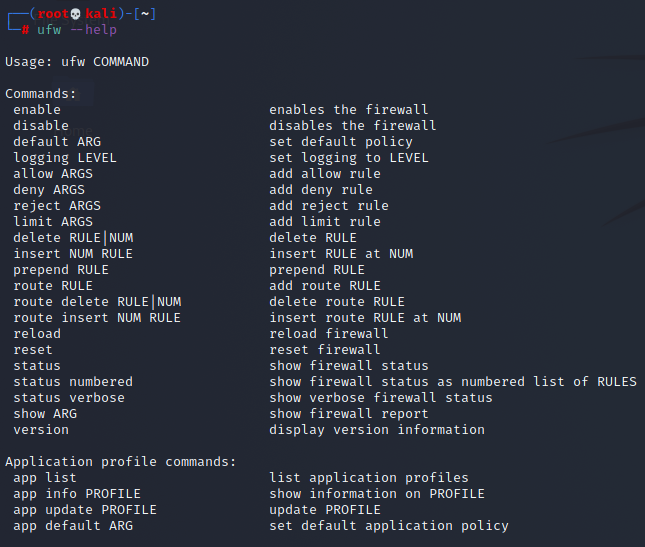 ┌──(root💀kali)-[~]
└─# ufw --help

Usage: ufw COMMAND

Commands:
 enable                          enables the firewall
 disable                         disables the firewall
 default ARG                     set default policy
 logging LEVEL                   set logging to LEVEL
 allow ARGS                      add allow rule
 deny ARGS                       add deny rule
 reject ARGS                     add reject rule
 limit ARGS                      add limit rule
 delete RULE|NUM                 delete RULE
 insert NUM RULE                 insert RULE at NUM
 prepend RULE                    prepend RULE
 route RULE                      add route RULE
 route delete RULE|NUM           delete route RULE
 route insert NUM RULE           insert route RULE at NUM
 reload                          reload firewall
 reset                           reset firewall
 status                          show firewall status
 status numbered                 show firewall status as numbered list of RULES
 status verbose                  show verbose firewall status
 show ARG                        show firewall report
 version                         display version information

Application profile commands:
 app list                        list application profiles
 app info PROFILE                show information on PROFILE
 app update PROFILE              update PROFILE
 app default ARG                 set default application policy